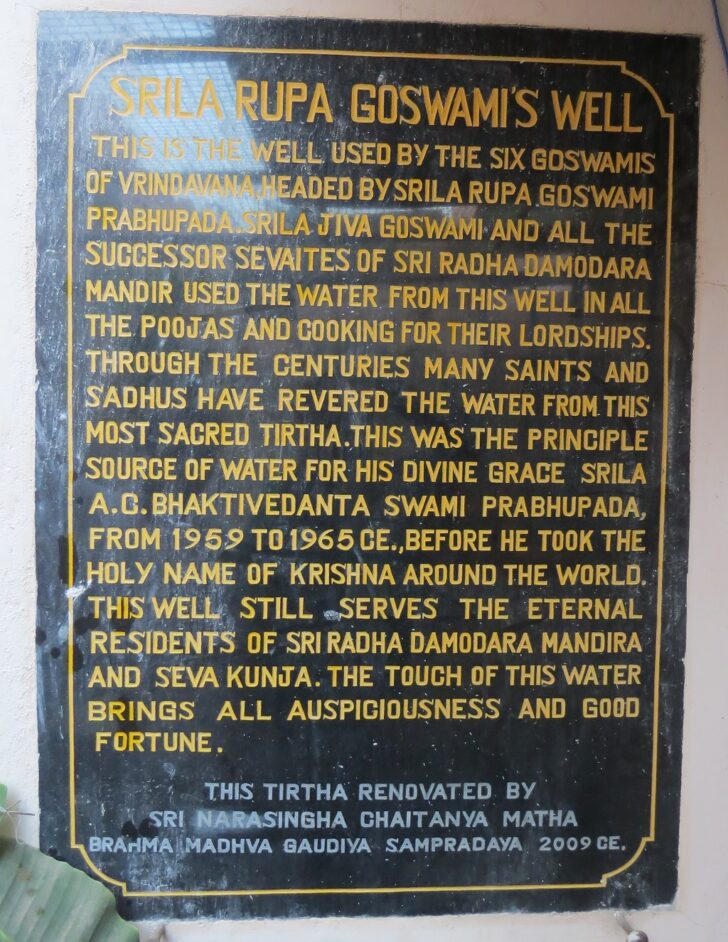 SRILA RUPA GOSWAMI'S WELL
THIS IS THE WELL USED BY THE SIX GOSWAMIS
OF VRINDAVANA,HEADED BY SRILA RUPA GOSWAMI
PRABHUPADA.SRILA JIVA GOSWAMI AND ALL THE
SUCCESSOR SEVAITES OF SRI RADHA DAMODARA
MANDIR USED THE WATER FROM THIS WELL IN ALL
THE POOJAS AND COOKING FOR THEIR LORDSHIPS.
THROUGH THE CENTURIES MANY SAINTS AND
SADHUS HAVE REVERED THE WATER FROM THIS
MOST SACRED TIRTHA.THIS WAS THE PRINCIPLE
SOURCE OF WATER FOR HIS DIVINE GRACE SRILA
A.C.BHAKTIVEDANTA SWAMI PRABHUPADA,
FROM 1959 TO 1965 CE.,BEFORE HE TOOK THE
HOLY NAME OF KRISHNA AROUND THE WORLD.
THIS WELL STILL SERVES THE ETERNAL
RESIDENTS OF SRI RADHA DAMODARA MANDIRA
AND SEVA KUNJA. THE TOUCH OF THIS WATER
BRINGS ALL AUSPICIOUSNESS AND GOOD
FORTUNE.
THIS TIRTHA RENOVATED BY
SRI NARASINGHA CHAITANYA MATHA
BRAHMA MADHVA GAUDIYA SAMPRADAYA 2009 CE.